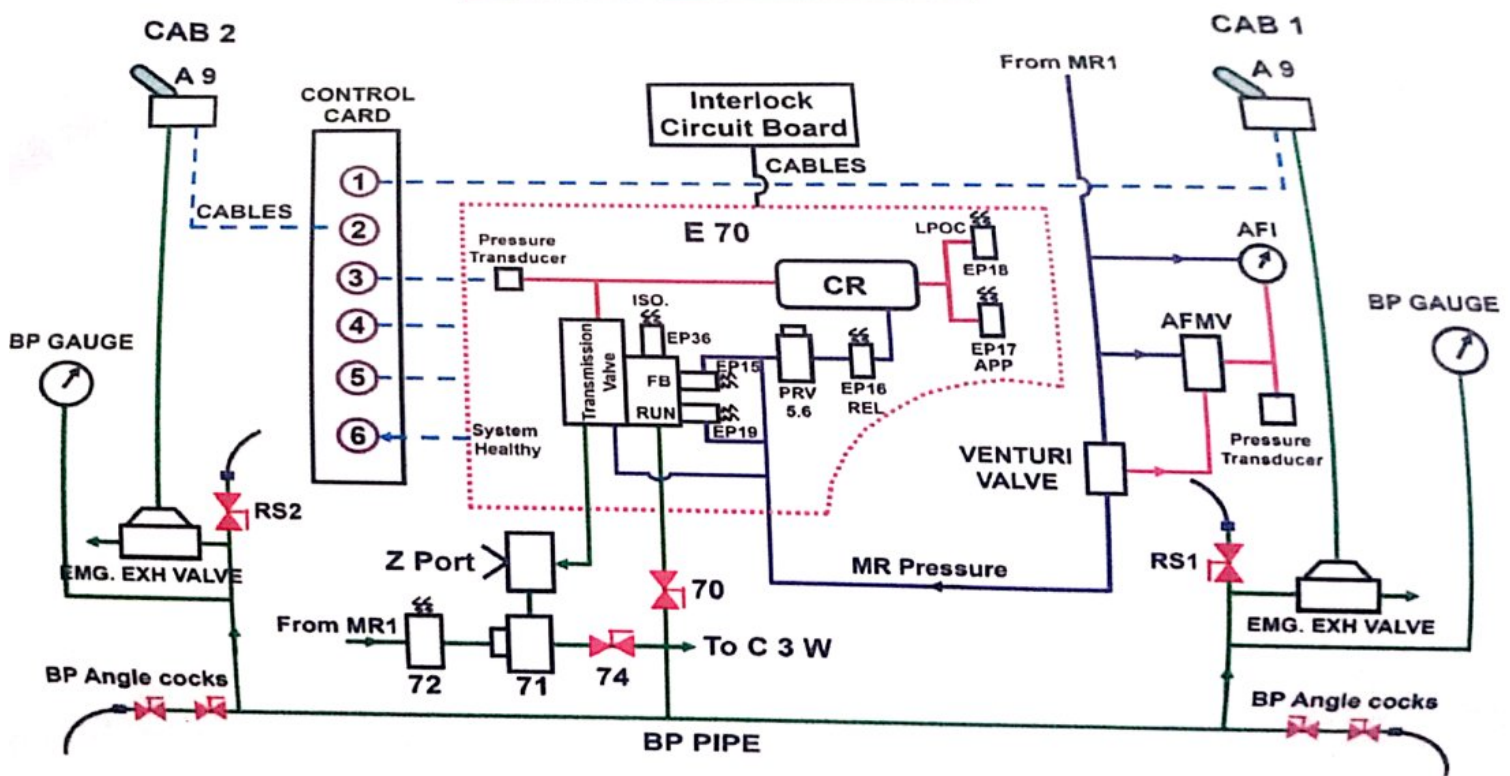 CAB 2
A 9
CONTROL
CARD
1
2
3
4
5
6
CABLES
Interlock
Circuit Board
CABLES
From MR1
CAB 1
A 9
E 70
Pressure
Transducer
CR
LPOC
EP18
EP17
APP
ISO.
EP36
Transmission
Valve
FB
RUN
EP15
EP19
PRV
5.6
EP16
REL
System
Healthy
AFI
AFMV
Pressure
Transducer
VENTURI
VALVE
BP GAUGE
BP GAUGE
RS2
EMG. EXH VALVE
Z Port
From MR1
72
71
74
70
To C 3 W
MR Pressure
RS1
EMG. EXH VALVE
BP Angle cocks
BP Angle cocks
BP PIPE